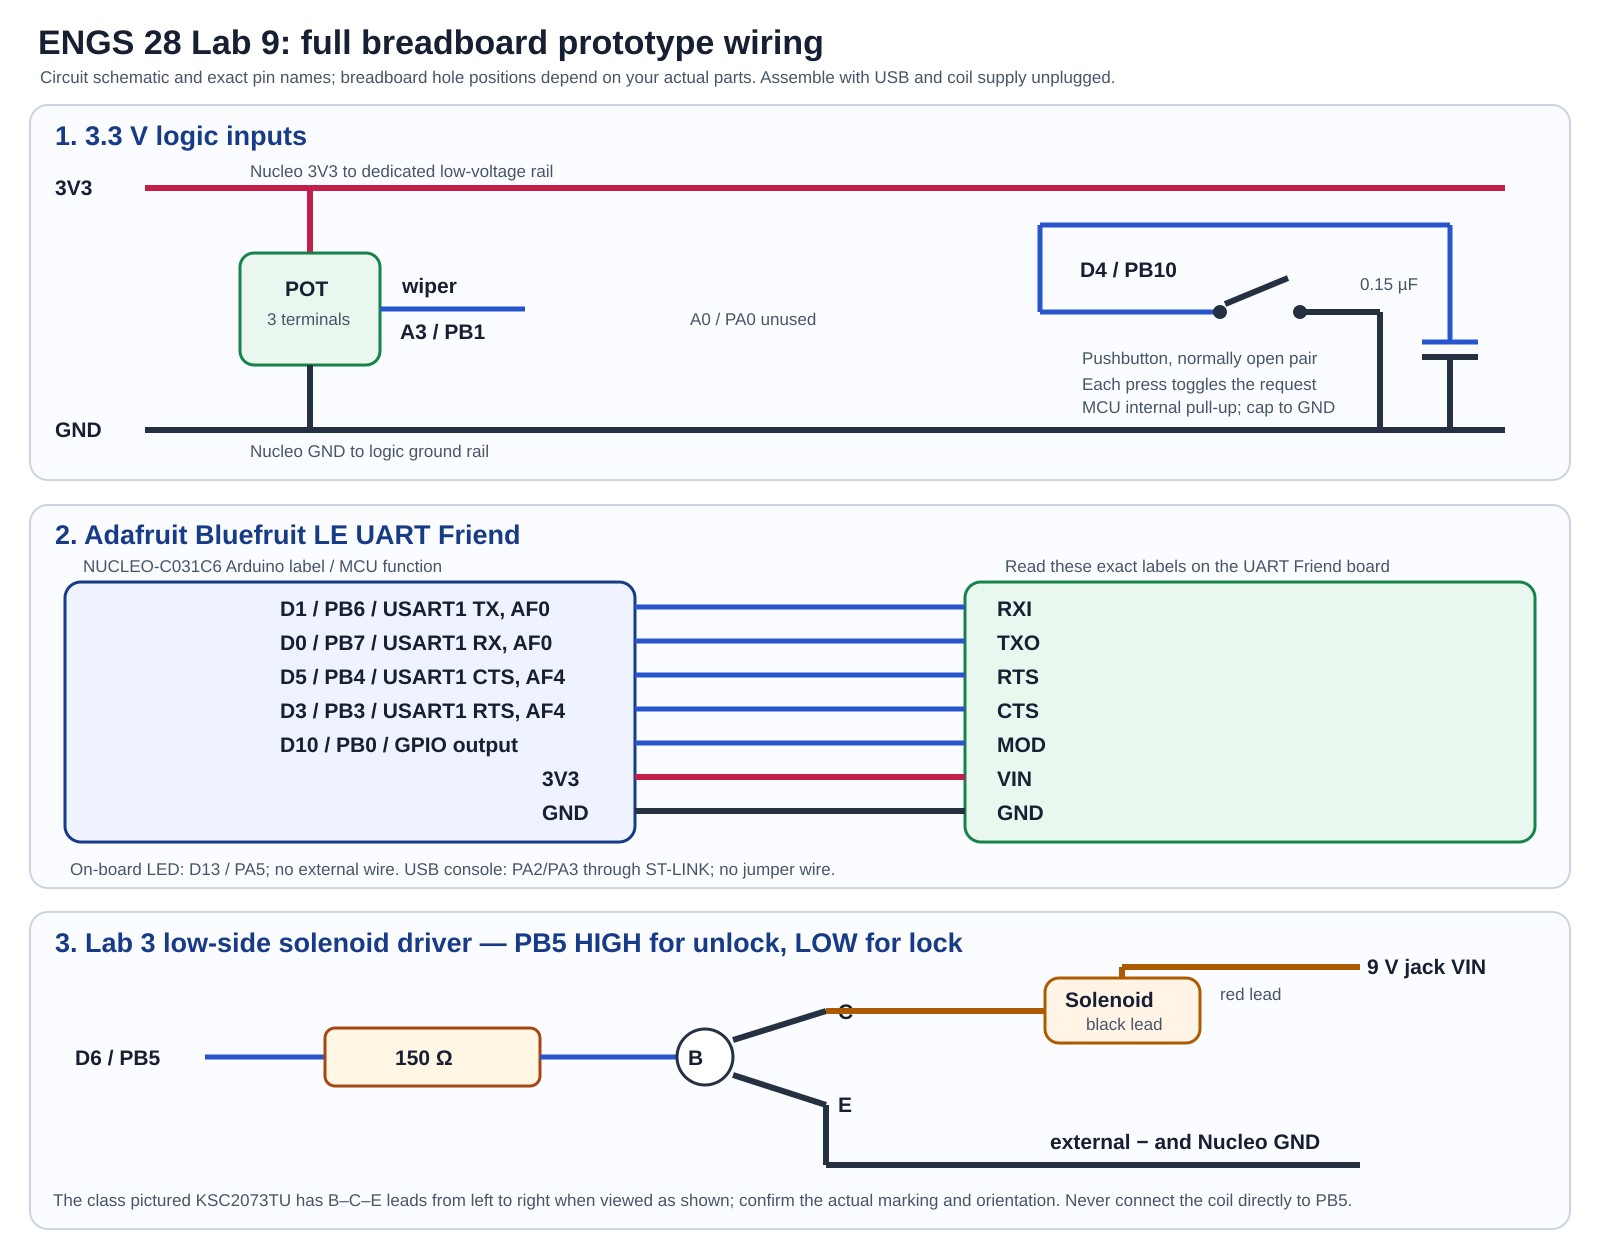 ENGS 28 Lab 9: full breadboard prototype wiring
Circuit schematic and exact pin names; breadboard hole positions depend on your actual parts. Assemble with USB and coil supply unplugged.
1. 3.3 V logic inputs
Nucleo 3V3 to dedicated low-voltage rail
3V3
POT
3 terminals
wiper
A3 / PB1
A0 / PA0 unused
D4 / PB10
0.15 µF
Pushbutton, normally open pair
Each press toggles the request
MCU internal pull-up; cap to GND
GND
Nucleo GND to logic ground rail
2. Adafruit Bluefruit LE UART Friend
NUCLEO-C031C6 Arduino label / MCU function
Read these exact labels on the UART Friend board
D1 / PB6 / USART1 TX, AF0
RXI
D0 / PB7 / USART1 RX, AF0
TXO
D5 / PB4 / USART1 CTS, AF4
RTS
D3 / PB3 / USART1 RTS, AF4
CTS
D10 / PB0 / GPIO output
MOD
3V3
VIN
GND
GND
On-board LED: D13 / PA5; no external wire. USB console: PA2/PA3 through ST-LINK; no jumper wire.
3. Lab 3 low-side solenoid driver — PB5 HIGH for unlock, LOW for lock
9 V jack VIN
red lead
Solenoid
black lead
C
D6 / PB5
150 Ω
B
E
external − and Nucleo GND
The class pictured KSC2073TU has B–C–E leads from left to right when viewed as shown; confirm the actual marking and orientation. Never connect the coil directly to PB5.